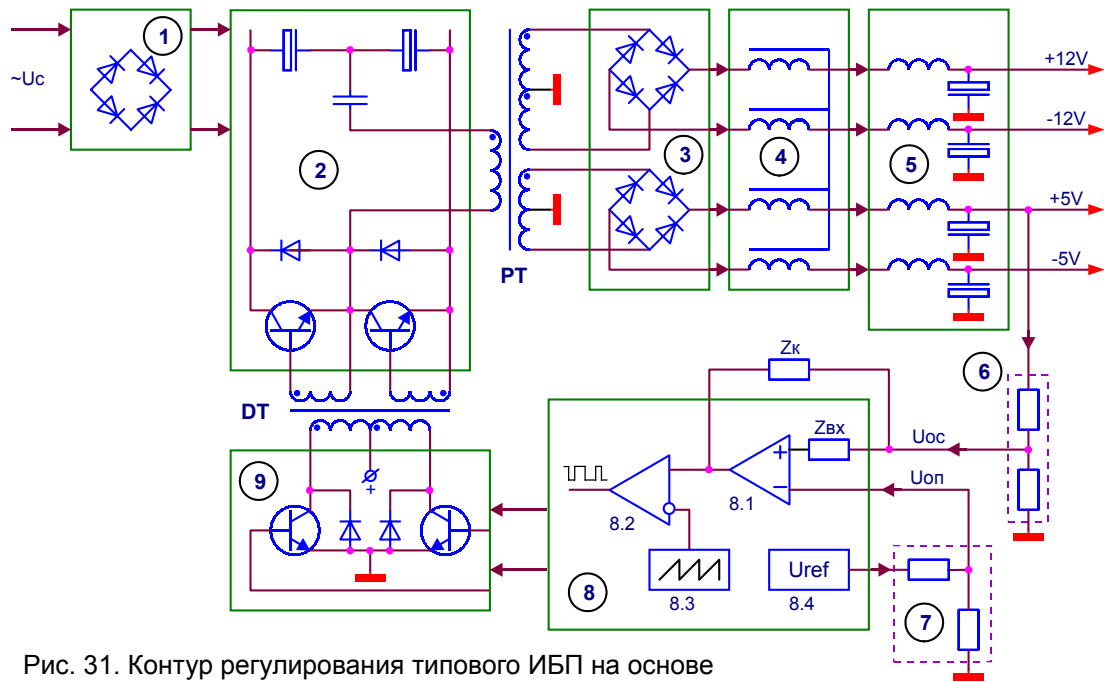 1
~Uc
2
3
4
5
+12V
-12V
+5V
-5V
PT
DT
6
Zк
Zвх
Uос
Uоп
+
−
8.1
8.2
8.3
Uref
8.4
8
7
9
+
Рис. 31. Контур регулирования типового ИБП на основе